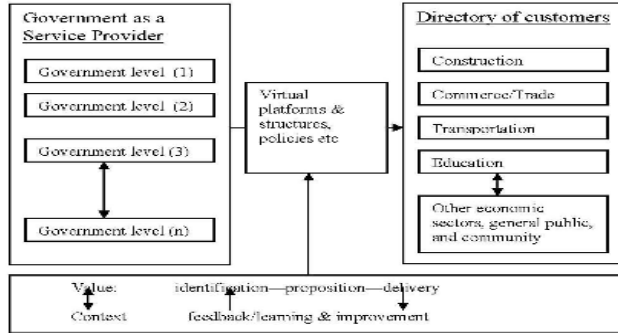 Government as a
Service Provider
Government level (1)
Government level (2)
Government level (3)
Government level (n)
Virtual
platforms &
structures,
policies etc
Directory of customers
Construction
Commerce/Trade
Transportation
Education
Other economic
sectors, general public,
and community
Value: identification—proposition—delivery
Context feedback/learning & improvement